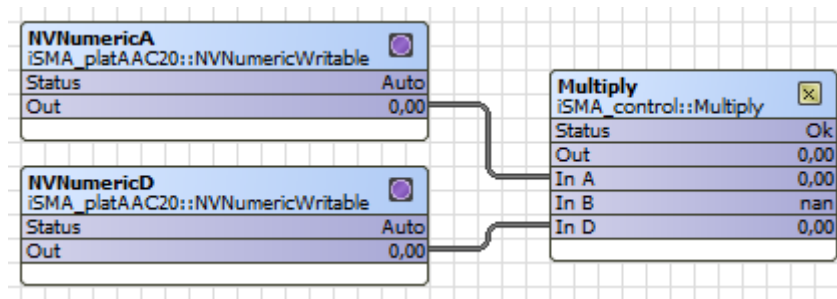 NVNumericA
iSMA_platAAC20::NVNumericWritable
Status Auto
Out 0,00
NVNumericD
iSMA_platAAC20::NVNumericWritable
Status Auto
Out 0,00
Multiply
iSMA_control::Multiply
Status Ok
Out 0,00
In A 0,00
In B nan
In D 0,00